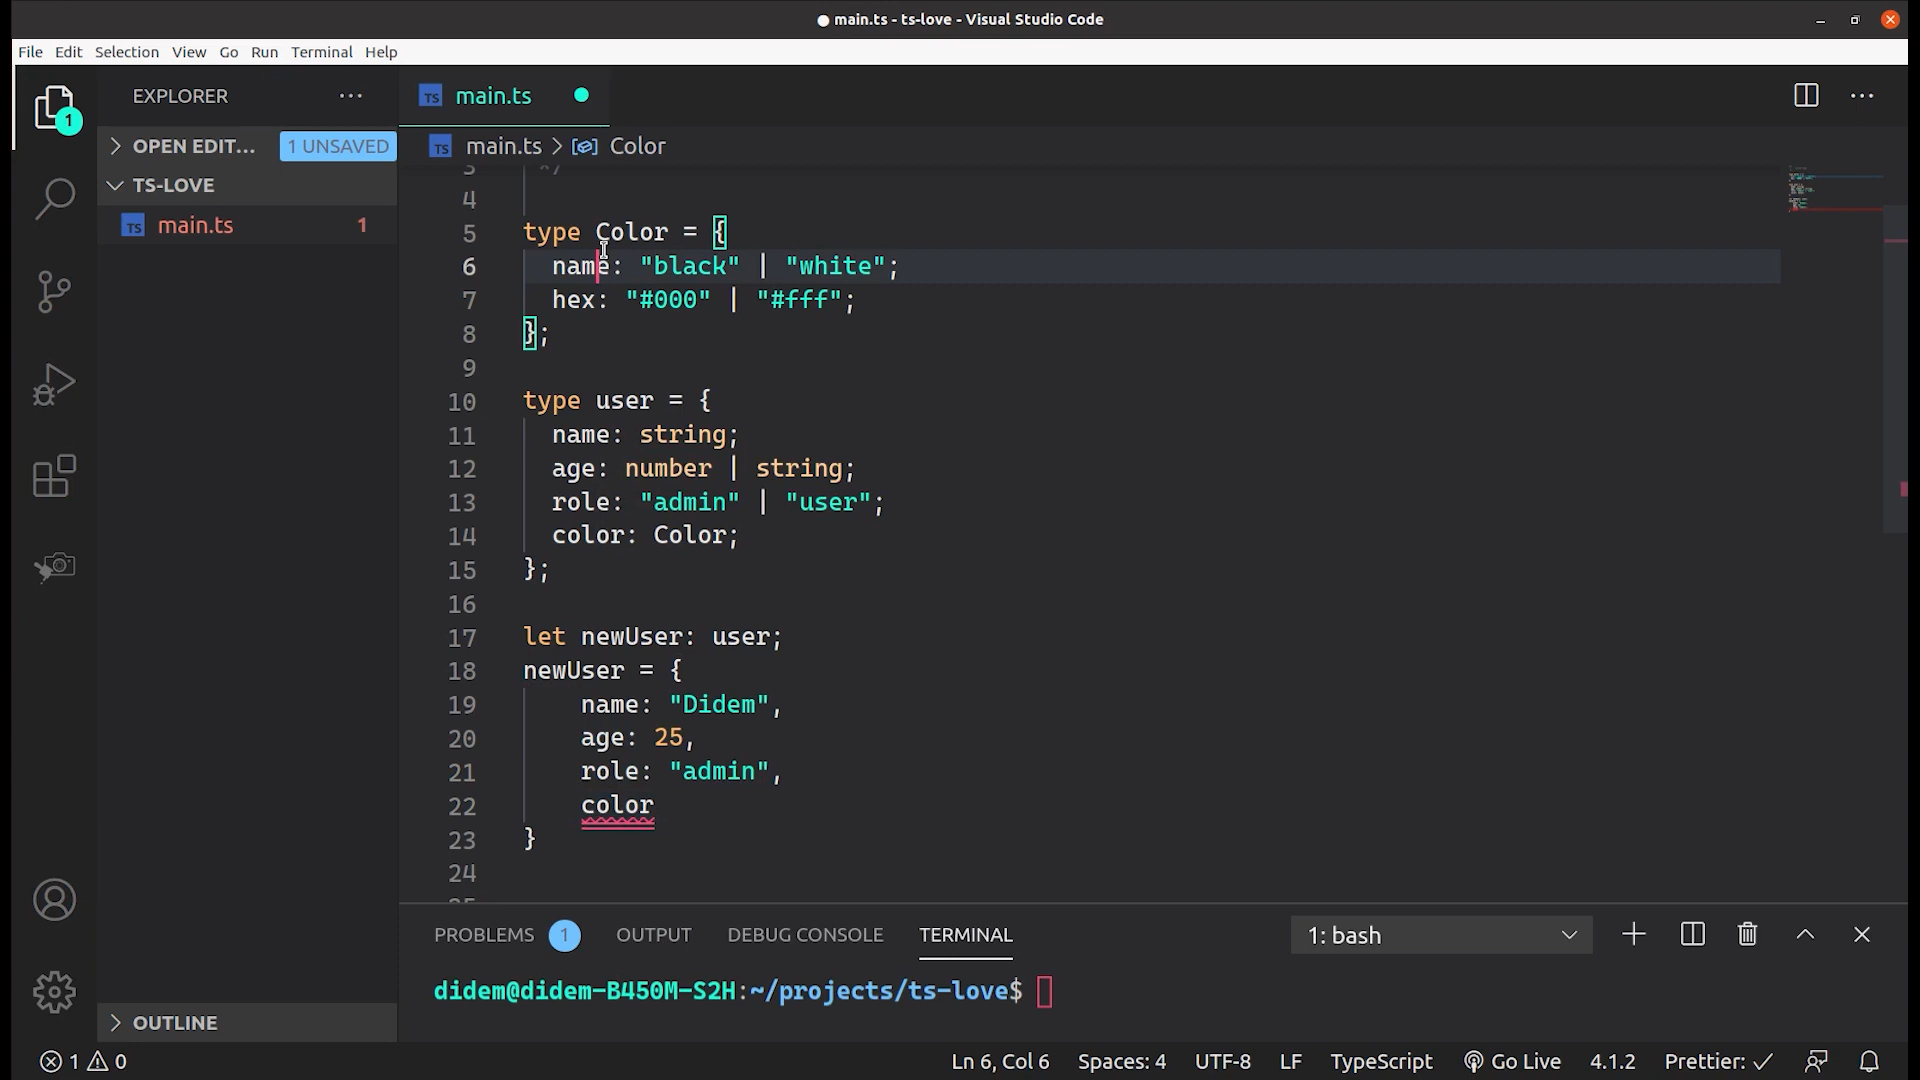 main.ts - ts-love - Visual Studio Code
File Edit Selection View Go Run Terminal Help
EXPLORER
1
OPEN EDIT... 1 UNSAVED
TS-LOVE
TS main.ts 1
OUTLINE
TS main.ts
TS main.ts > Color
3 */
4
5 type Color = {
6 name: "black" | "white";
7 hex: "#000" | "#fff";
8 };
9
10 type user = {
11 name: string;
12 age: number | string;
13 role: "admin" | "user";
14 color: Color;
15 };
16
17 let newUser: user;
18 newUser = {
19 name: "Didem",
20 age: 25,
21 role: "admin",
22 color
23 }
24
PROBLEMS 1 OUTPUT DEBUG CONSOLE TERMINAL 1: bash
didem@didem-B450M-S2H:~/projects/ts-love$
1 0 Ln 6, Col 6 Spaces: 4 UTF-8 LF TypeScript Go Live 4.1.2 Prettier: ✓